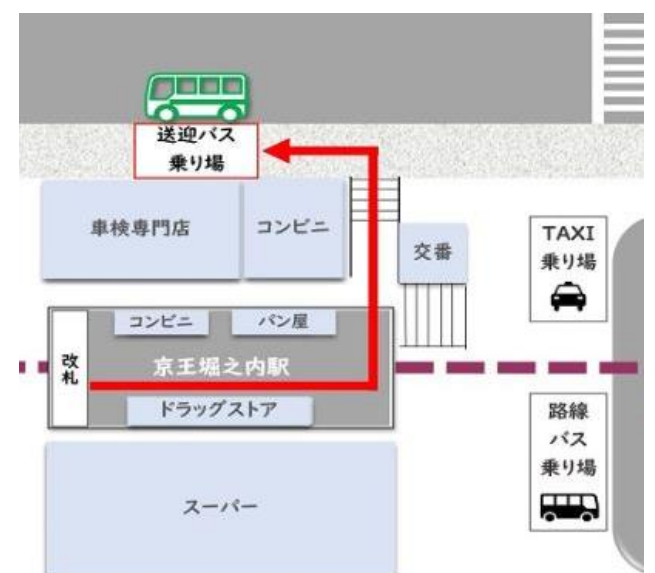 送迎バス
乗り場
車検専門店
コンビニ
交番
TAXI
乗り場
コンビニ
パン屋
改札
京王堀之内駅
ドラッグストア
路線
バス
乗り場
スーパー